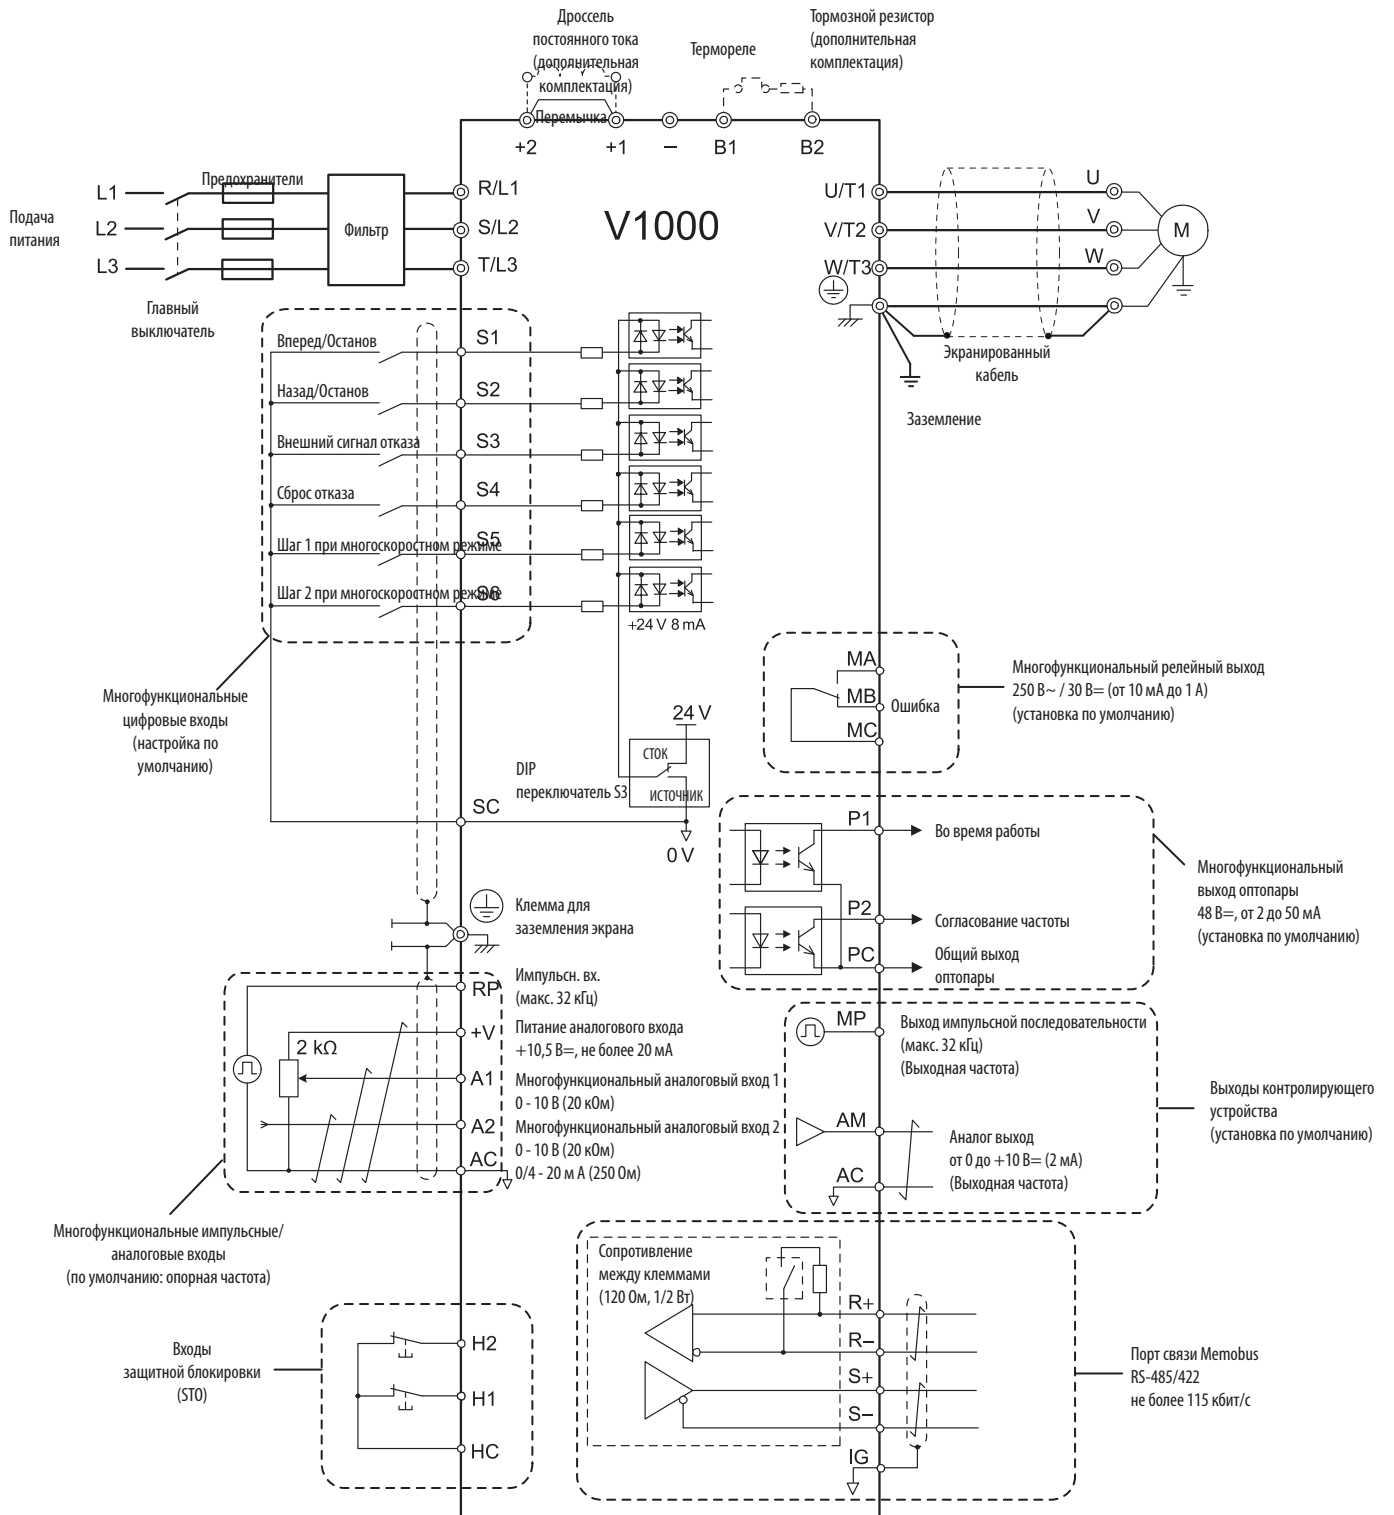 Дроссель
постоянного тока
(дополнительная
комплектация)
Перемычка
Термореле
Тормозной резистор
(дополнительная
комплектация)
+2
+1
–
B1
B2
Подача
питания
L1
L2
L3
Предохранители
Фильтр
Главный
выключатель
R/L1
S/L2
T/L3
V1000
U/T1
V/T2
W/T3
U
V
W
M
Экранированный
кабель
Заземление
Вперед/Останов
S1
Назад/Останов
S2
Внешний сигнал отказа
S3
Сброс отказа
S4
Шаг 1 при многоскоростном режиме
S5
Шаг 2 при многоскоростном режиме
S6
+24 V 8 mA
Многофункциональные
цифровые входы
(настройка по
умолчанию)
24 V
СТОК
ИСТОЧНИК
DIP
переключатель S3
SC
0 V
MA
MB
MC
Ошибка
Многофункциональный релейный выход
250 В~ / 30 В= (от 10 мА до 1 А)
(установка по умолчанию)
P1
Во время работы
P2
Согласование частоты
PC
Общий выход
оптопары
Многофункциональный
выход оптопары
48 В=, от 2 до 50 мА
(установка по умолчанию)
Клемма для
заземления экрана
RP
Импульсн. вх.
(макс. 32 кГц)
+V
Питание аналогового входа
+10,5 В=, не более 20 мА
2 kΩ
A1
Многофункциональный аналоговый вход 1
0 - 10 В (20 кОм)
A2
Многофункциональный аналоговый вход 2
0 - 10 В (20 кОм)
0/4 - 20 м А (250 Ом)
AC
Многофункциональные импульсные/
аналоговые входы
(по умолчанию: опорная частота)
MP
Выход импульсной последовательности
(макс. 32 кГц)
(Выходная частота)
AM
Аналог выход
от 0 до +10 В= (2 мА)
(Выходная частота)
AC
Выходы контролирующего
устройства
(установка по умолчанию)
Входы
защитной блокировки
(STO)
H2
H1
HC
Сопротивление
между клеммами
(120 Ом, 1/2 Вт)
R+
R–
S+
S–
IG
Порт связи Memobus
RS-485/422
не более 115 кбит/с